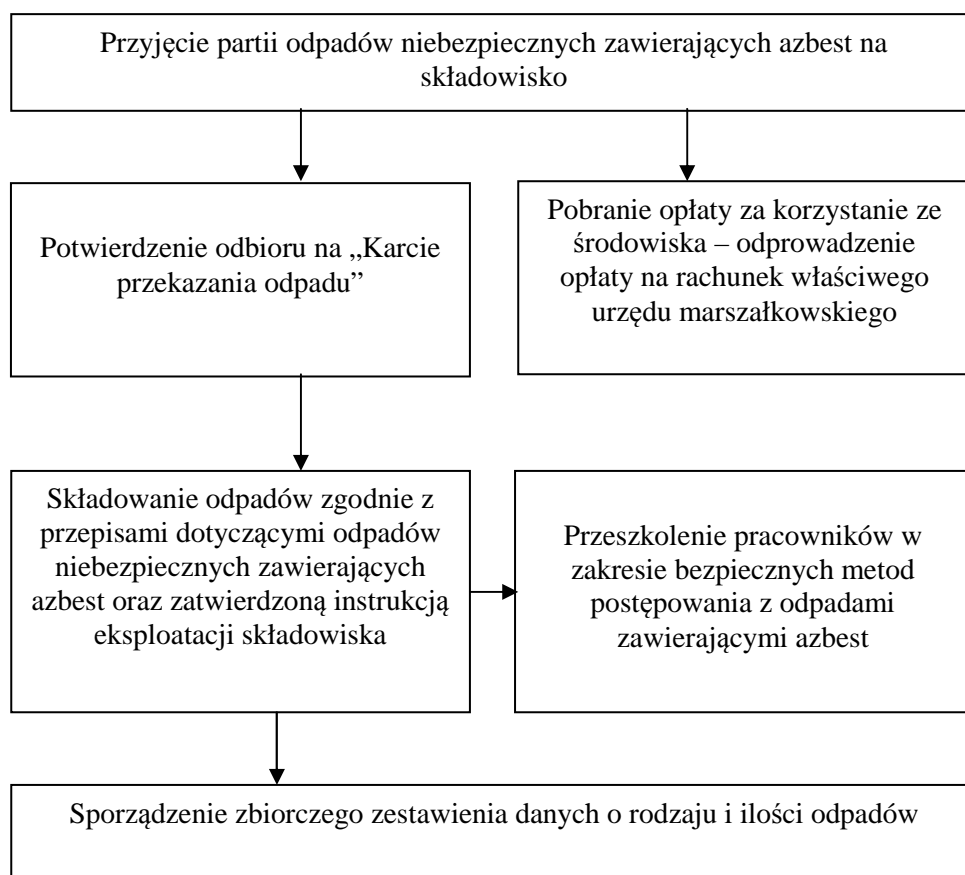 Przyjęcie partii odpadów niebezpiecznych zawierających azbest na
składowisko
Potwierdzenie odbioru na „Karcie
przekazania odpadu”
Pobranie opłaty za korzystanie ze
środowiska – odprowadzenie
opłaty na rachunek właściwego
urzędu marszałkowskiego
Składowanie odpadów zgodnie z
przepisami dotyczącymi odpadów
niebezpiecznych zawierających
azbest oraz zatwierdzoną instrukcją
eksploatacji składowiska
Przeszkolenie pracowników w
zakresie bezpiecznych metod
postępowania z odpadami
zawierającymi azbest
Sporządzenie zbiorczego zestawienia danych o rodzaju i ilości odpadów